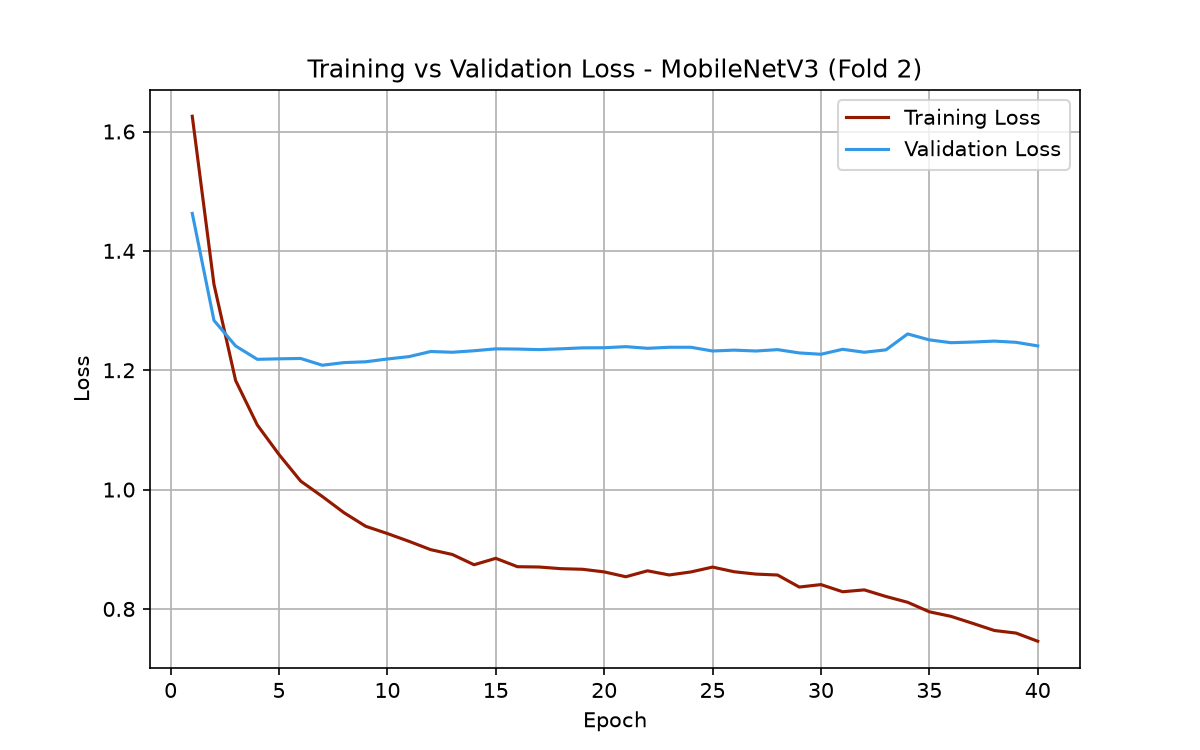 Training vs Validation Loss - MobileNetV3 (Fold 2)
Training Loss
Validation Loss
1.6
1.4
1.2
1.0
0.8
Loss
0 5 10 15 20 25 30 35 40
Epoch